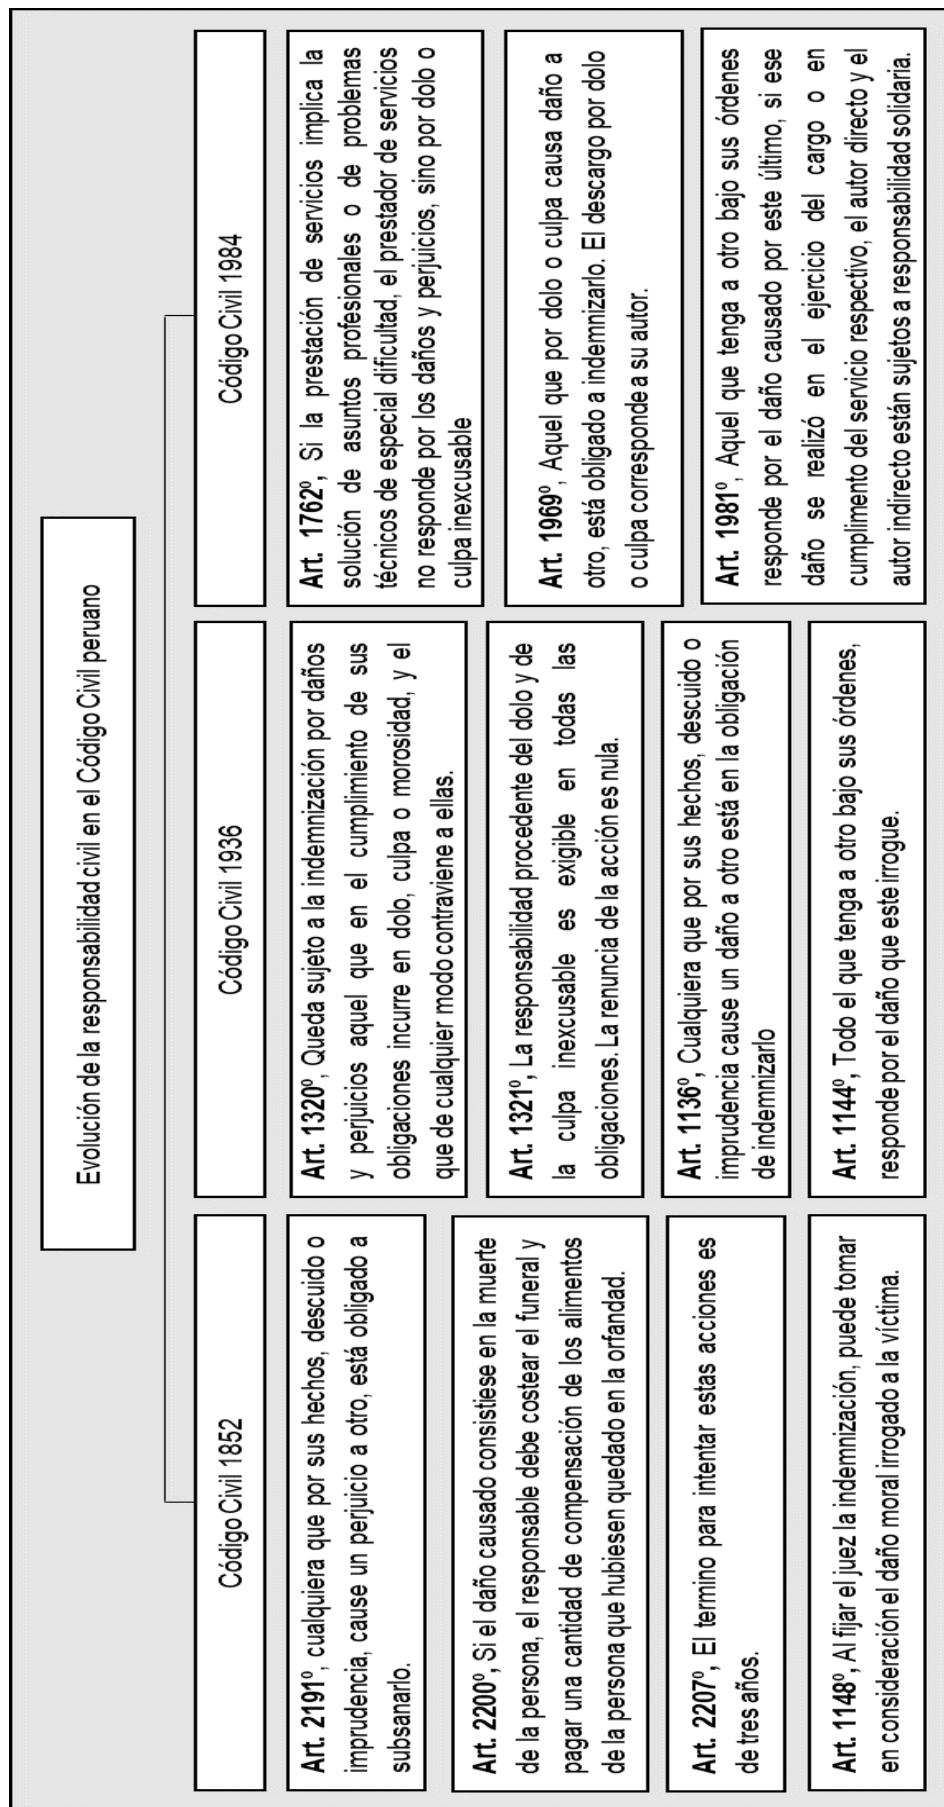 Evolución de la responsabilidad civil en el Código Civil peruano
Código Civil 1852
Art. 2191⁰, cualquiera que por sus hechos, descuido o
imprudencia, cause un perjuicio a otro, está obligado a
subsanarlo.
Art. 2200⁰, Si el daño causado consistiese en la muerte
de la persona, el responsable debe costear el funeral y
pagar una cantidad de compensación de los alimentos
de la persona que hubiesen quedado en la orfandad.
Art. 2207⁰, El termino para intentar estas acciones es
de tres años.
Art. 1148⁰, Al fijar el juez la indemnización, puede tomar
en consideración el daño moral irrogado a la víctima.
Código Civil 1936
Art. 1320⁰, Queda sujeto a la indemnización por daños
y perjuicios aquel que en el cumplimiento de sus
obligaciones incurre en dolo, culpa o morosidad, y el
que de cualquier modo contraviene a ellas.
Art. 1321⁰, La responsabilidad procedente del dolo y de
la culpa inexcusable es exigible en todas las
obligaciones. La renuncia de la acción es nula.
Art. 1136⁰, Cualquiera que por sus hechos, descuido o
imprudencia cause un daño a otro está en la obligación
de indemnizarlo
Art. 1144⁰, Todo el que tenga a otro bajo sus órdenes,
responde por el daño que este irrogue.
Código Civil 1984
Art. 1762⁰, Si la prestación de servicios implica la
solución de asuntos profesionales o de problemas
técnicos de especial dificultad, el prestador de servicios
no responde por los daños y perjuicios, sino por dolo o
culpa inexcusable
Art. 1969⁰, Aquel que por dolo o culpa causa daño a
otro, está obligado a indemnizarlo. El descargo por dolo
o culpa corresponde a su autor.
Art. 1981⁰, Aquel que tenga a otro bajo sus órdenes
responde por el daño causado por este último, si ese
daño se realizó en el ejercicio del cargo o en
cumplimento del servicio respectivo, el autor directo y el
autor indirecto están sujetos a responsabilidad solidaria.